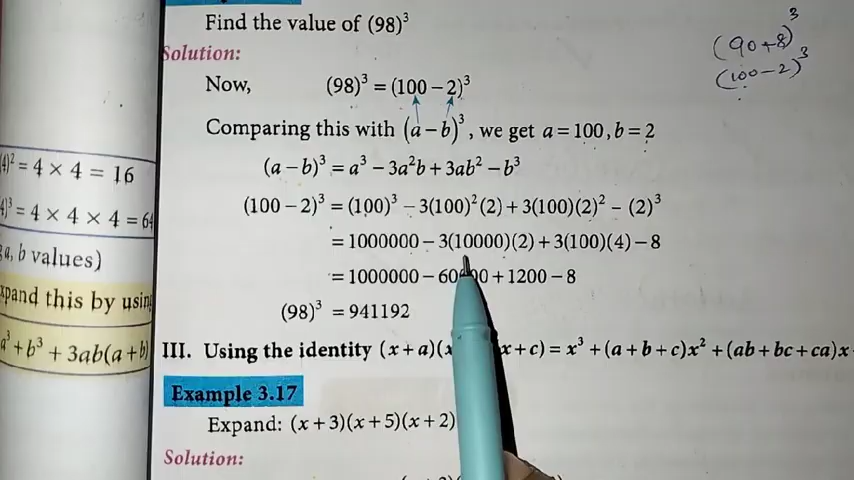 Find the value of (98)³
Solution:
Now, (98)³ = (100 − 2)³
Comparing this with (a − b)³, we get a = 100, b = 2
(a − b)³ = a³ − 3a²b + 3ab² − b³
(100 − 2)³ = (100)³ − 3(100)²(2) + 3(100)(2)² − (2)³
= 1000000 − 3(10000)(2) + 3(100)(4) − 8
= 1000000 − 60000 + 1200 − 8
(98)³ = 941192
III. Using the identity (x + a)( x + c) = x³ + (a + b + c)x² + (ab + bc + ca)x
Example 3.17
Expand: (x + 3)(x + 5)(x + 2)
Solution:
(90+8)³
(100−2)³
4)² = 4 × 4 = 16
4)³ = 4 × 4 × 4 = 64
a, b values)
xpand this by using
a³ + b³ + 3ab(a + b)